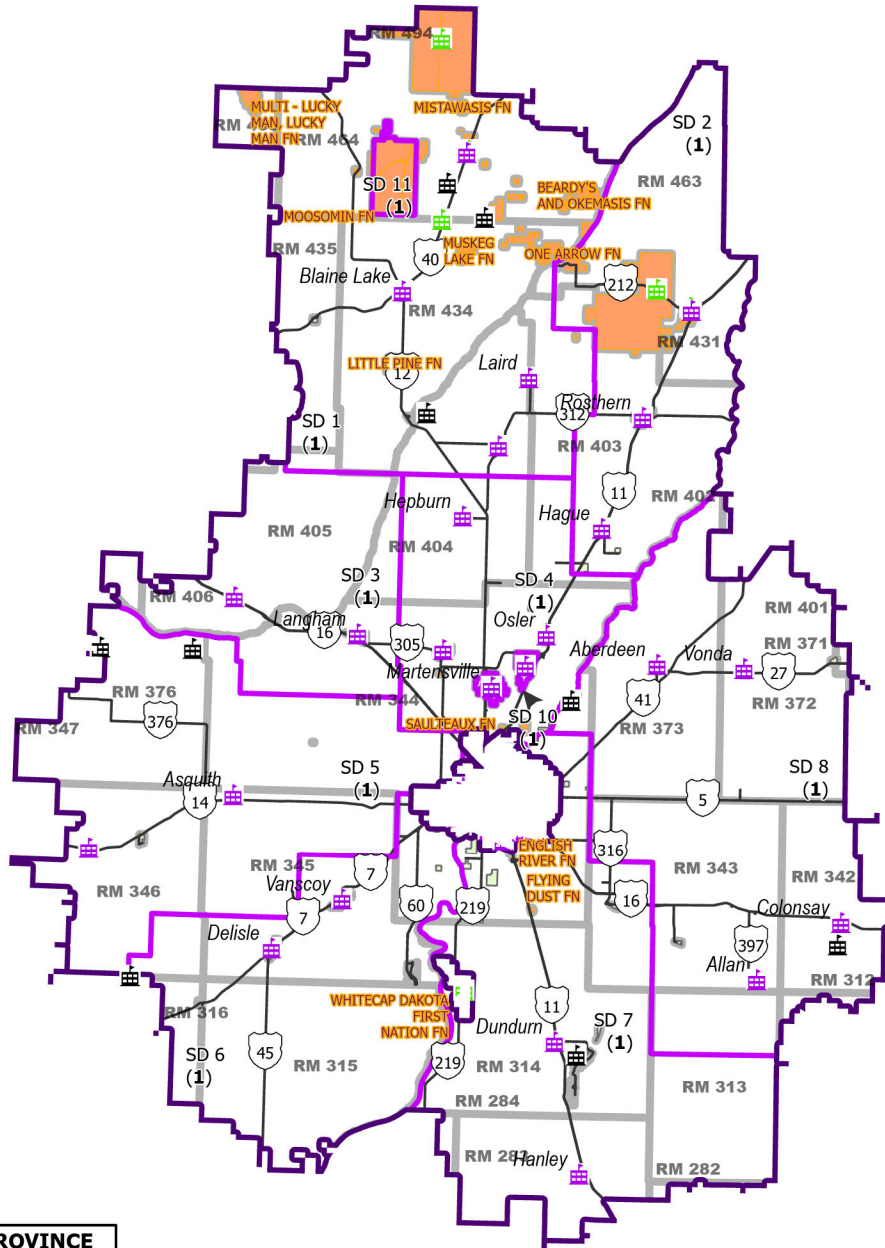 RM 494
MULTI - LUCKY
MAN, LUCKY
MAN FN
MISTAWASIS FN
RM 464
SD 2
(1)
SD 11
(1)
RM 463
BEARDY'S
AND OKEMASIS FN
MOOSOMIN FN
RM 435
MUSKEG
LAKE FN
ONE ARROW FN
40
Blaine Lake
212
RM 434
RM 431
LITTLE PINE FN
12
Laird
Rosthern
312
SD 1
(1)
RM 403
11
RM 402
Hepburn
Hague
RM 405
RM 404
SD 3
(1)
SD 4
(1)
RM 406
RM 401
Langham
16
305
Osler
Aberdeen
Vonda
RM 371
27
Martensville
RM 376
RM 344
41
RM 372
RM 347
376
SAULTEAUX FN
SD 10
(1)
RM 373
Asquith
14
SD 5
(1)
5
SD 8
(1)
ENGLISH
RIVER FN
FLYING
DUST FN
316
RM 345
7
RM 343
RM 342
RM 346
Vanscoy
7
60
219
16
Colonsay
Delisle
397
Allan
RM 312
WHITECAP DAKOTA
FIRST
NATION FN
RM 316
11
Dundurn
SD 7
(1)
SD 6
(1)
45
RM 315
219
RM 314
RM 313
RM 284
Hanley
RM 282
ROVINCE